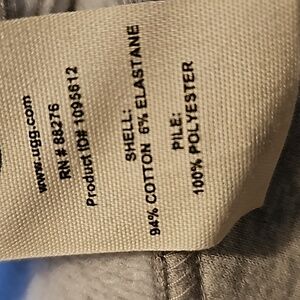 www.ugg.com
RN # 88276
Product ID# 1095612
SHELL:
94% COTTON 6% ELASTANE
PILE:
100% POLYESTER